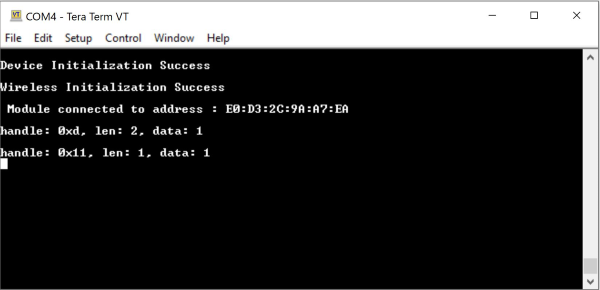 COM4 - Tera Term VT
File Edit Setup Control Window Help
Device Initialization Success
Wireless Initialization Success
Module connected to address : E0:D3:2C:9A:A7:EA
handle: 0xd, len: 2, data: 1
handle: 0x11, len: 1, data: 1